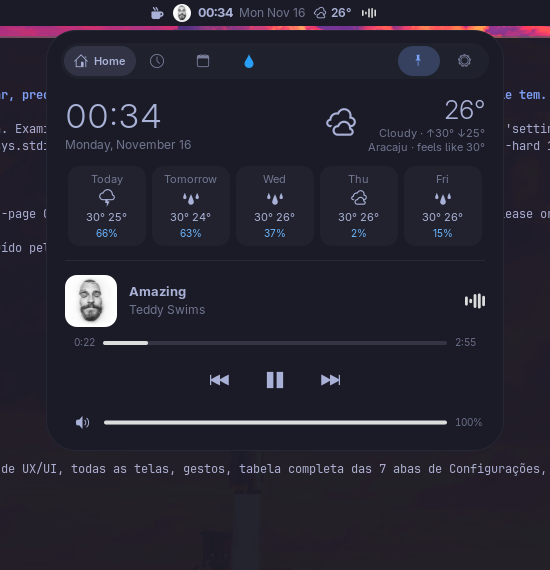 00:34 Mon Nov 16 26°
Home
ar, prec
e tem.
00:34
Monday, November 16
26°
Cloudy · ↑30° ↓25°
Aracaju · feels like 30°
. Exami
'settin
ys.stdi
-hard 1
Today
Tomorrow
Wed
Thu
Fri
30° 25°
30° 24°
30° 26°
30° 26°
30° 26°
66%
63%
37%
2%
15%
-page
ease on
ido pel
Amazing
Teddy Swims
0:22
2:55
100%
de UX/UI, todas as telas, gestos, tabela completa das 7 abas de Configurações,